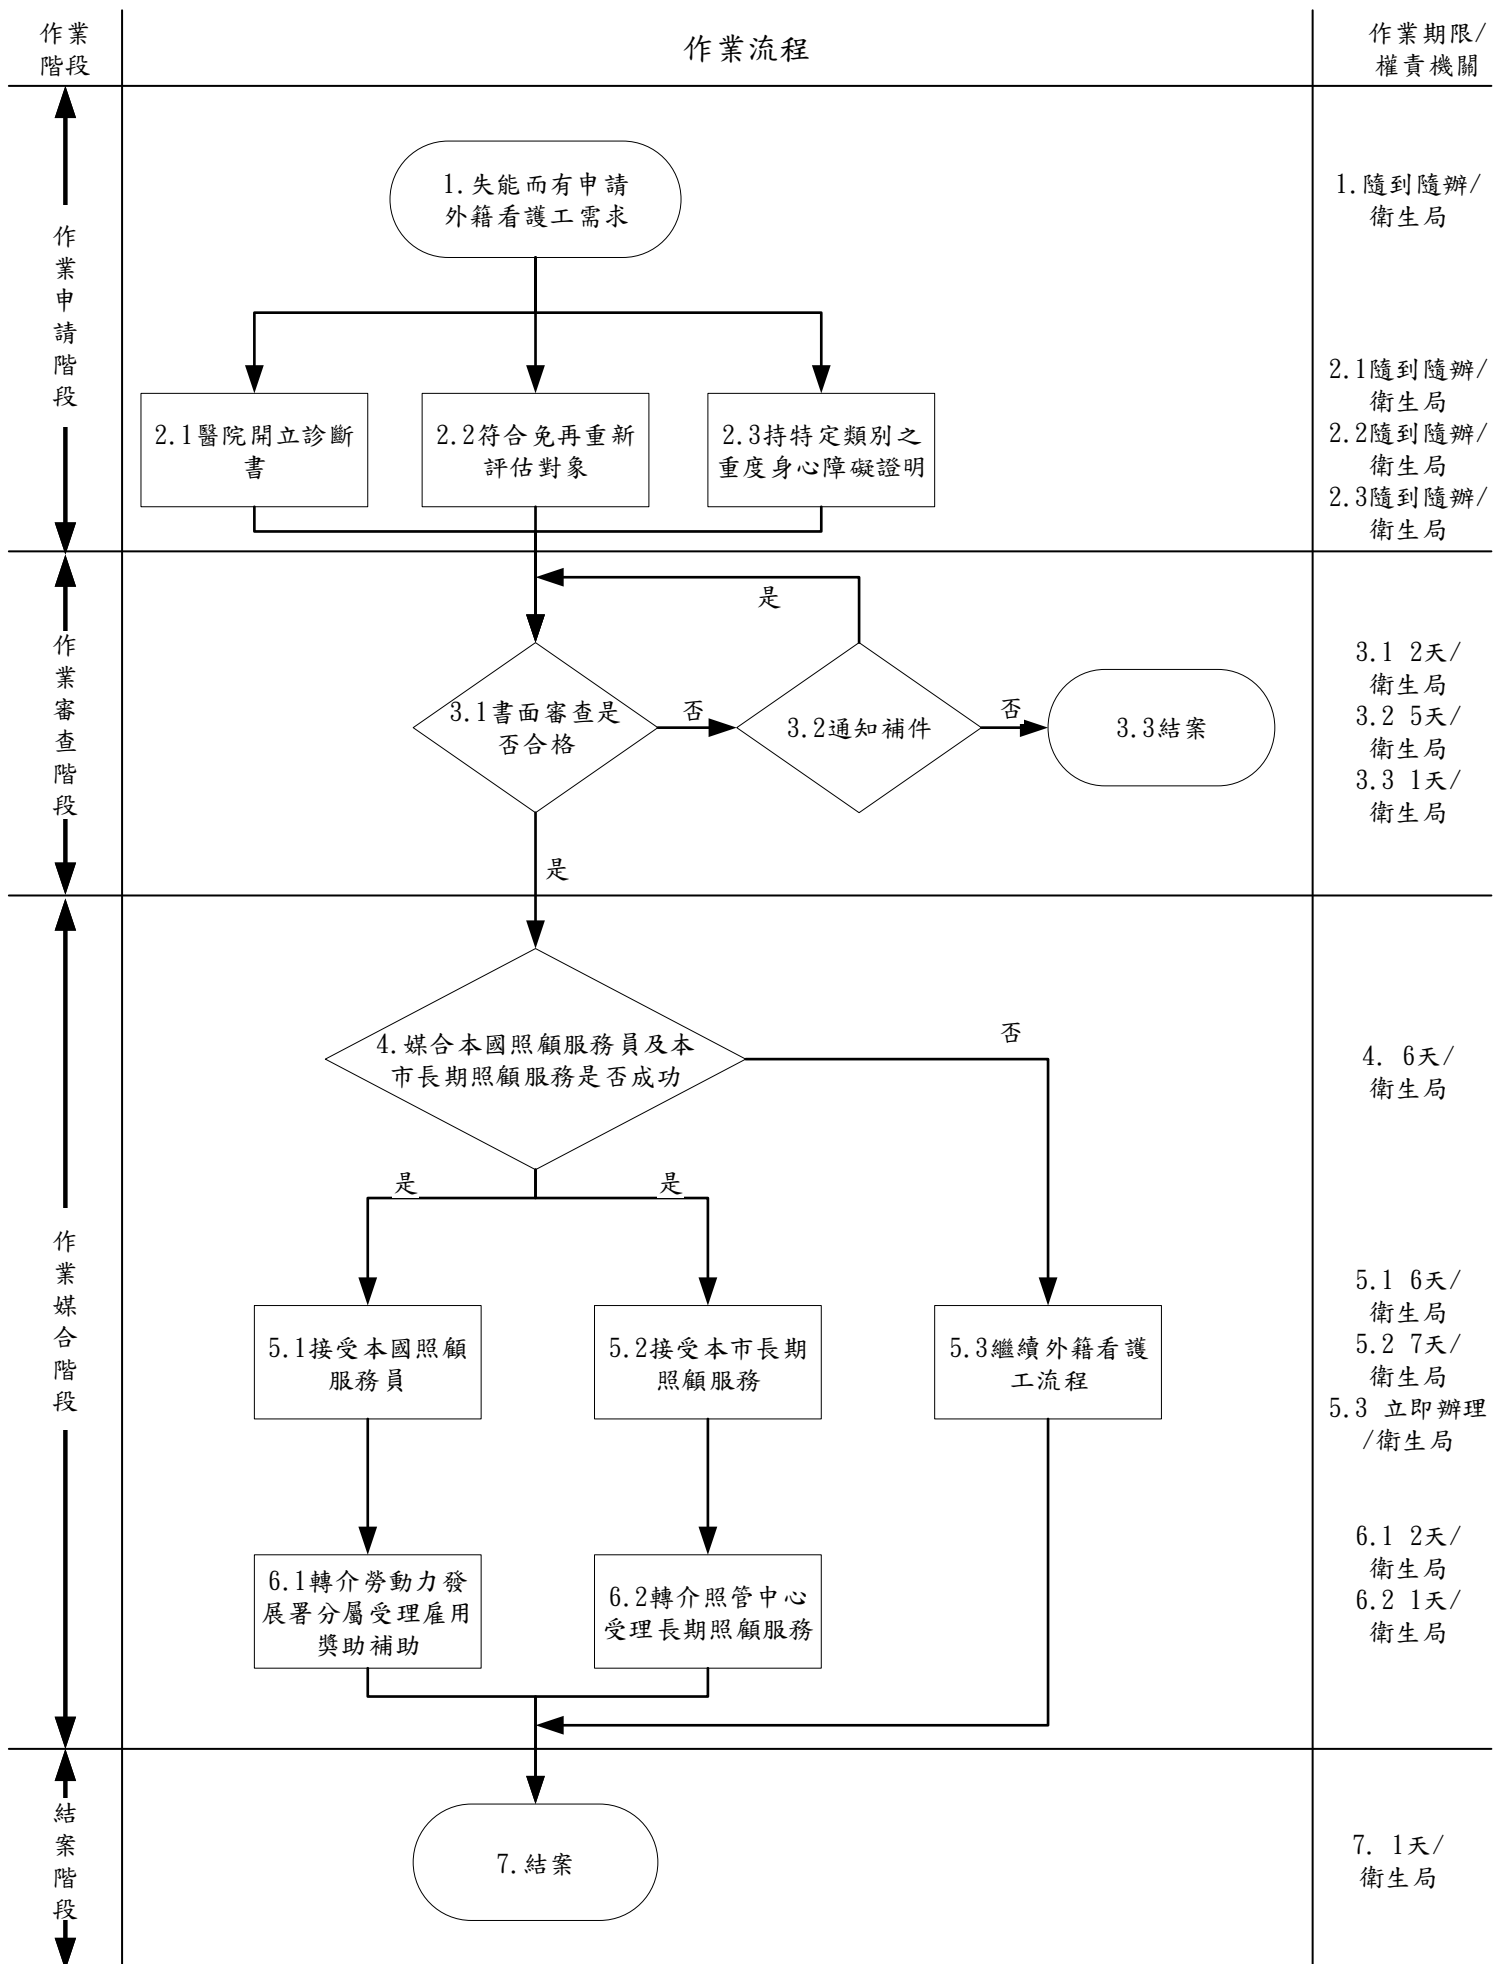 作業
階段
作業流程
作業期限/
權責機關
作業申請階段
1.失能而有申請
外籍看護工需求
1.隨到隨辦/
衛生局
2.1醫院開立診斷
書
2.2符合免再重新
評估對象
2.3持特定類別之
重度身心障礙證明
2.1隨到隨辦/
衛生局
2.2隨到隨辦/
衛生局
2.3隨到隨辦/
衛生局
作業審查階段
是
3.1書面審查是
否合格
否
3.2通知補件
否
3.3結案
是
3.1 2天/
衛生局
3.2 5天/
衛生局
3.3 1天/
衛生局
作業媒合階段
4.媒合本國照顧服務員及本
市長期照顧服務是否成功
否
是
是
4. 6天/
衛生局
5.1接受本國照顧
服務員
5.2接受本市長期
照顧服務
5.3繼續外籍看護
工流程
5.1 6天/
衛生局
5.2 7天/
衛生局
5.3 立即辦理
/衛生局
6.1轉介勞動力發
展署分屬受理雇用
獎助補助
6.2轉介照管中心
受理長期照顧服務
6.1 2天/
衛生局
6.2 1天/
衛生局
結案階段
7.結案
7. 1天/
衛生局